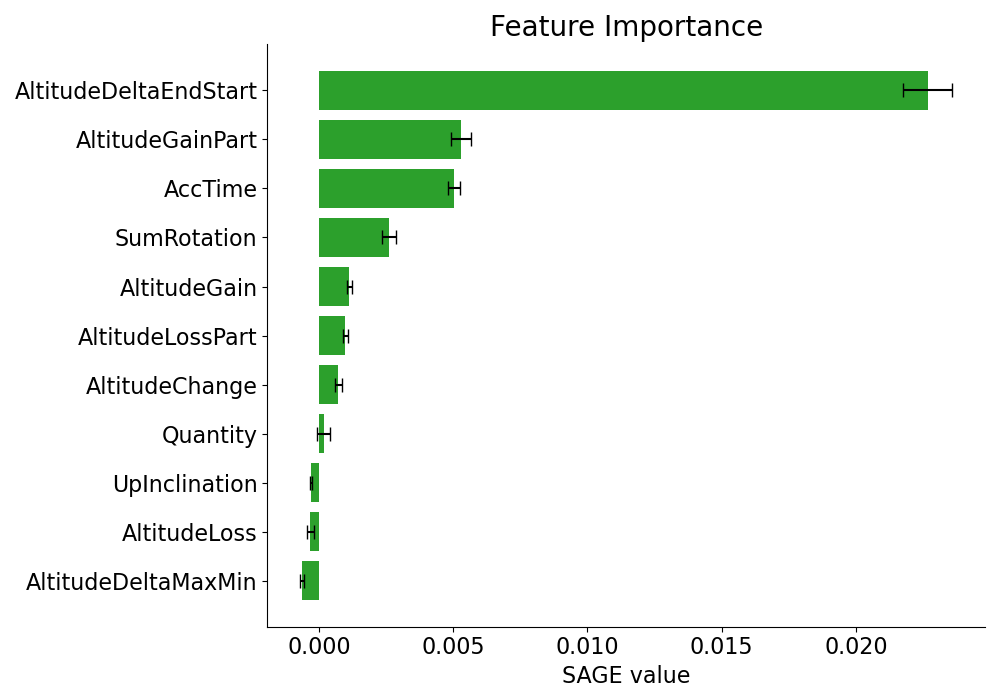 Feature Importance
AltitudeDeltaEndStart
AltitudeGainPart
AccTime
SumRotation
AltitudeGain
AltitudeLossPart
AltitudeChange
Quantity
UpInclination
AltitudeLoss
AltitudeDeltaMaxMin
0.000 0.005 0.010 0.015 0.020
SAGE value